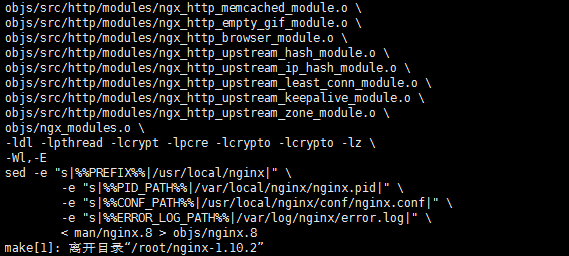 objs/src/http/modules/ngx_http_memcached_module.o \
objs/src/http/modules/ngx_http_empty_gif_module.o \
objs/src/http/modules/ngx_http_browser_module.o \
objs/src/http/modules/ngx_http_upstream_hash_module.o \
objs/src/http/modules/ngx_http_upstream_ip_hash_module.o \
objs/src/http/modules/ngx_http_upstream_least_conn_module.o \
objs/src/http/modules/ngx_http_upstream_keepalive_module.o \
objs/src/http/modules/ngx_http_upstream_zone_module.o \
objs/ngx_modules.o \
-ldl -lpthread -lcrypt -lpcre -lcrypto -lcrypto -lz \
-Wl,-E
sed -e "s|%%PREFIX%%|/usr/local/nginx|" \
-e "s|%%PID_PATH%%|/var/local/nginx/nginx.pid|" \
-e "s|%%CONF_PATH%%|/usr/local/nginx/conf/nginx.conf|" \
-e "s|%%ERROR_LOG_PATH%%|/var/log/nginx/error.log|" \
< man/nginx.8 > objs/nginx.8
make[1]: 离开目录“/root/nginx-1.10.2”